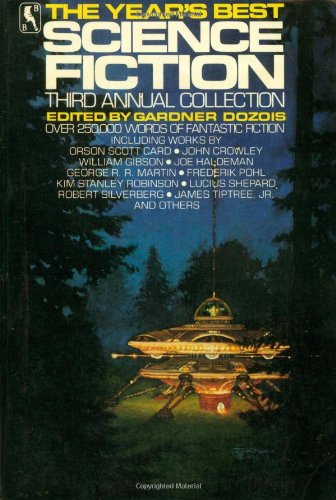 THE YEAR'S BEST
SCIENCE
FICTION
THIRD ANNUAL COLLECTION
EDITED BY GARDNER DOZOIS
OVER 250,000 WORDS OF FANTASTIC FICTION
INCLUDING WORKS BY
ORSON SCOTT CARD • JOHN CROWLEY
WILLIAM GIBSON • JOE HALDEMAN
GEORGE R. R. MARTIN • FREDERIK POHL
KIM STANLEY ROBINSON • LUCIUS SHEPARD,
ROBERT SILVERBERG • JAMES TIPTREE, JR.
AND OTHERS